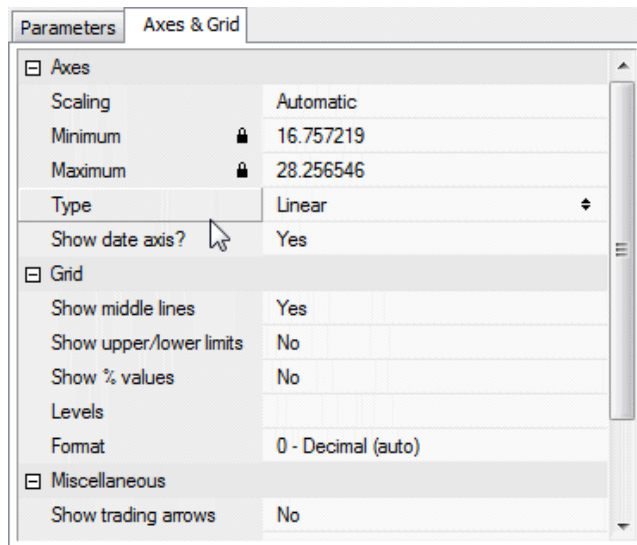 Parameters Axes & Grid
Axes
Scaling Automatic
Minimum 16.757219
Maximum 28.256546
Type Linear
Show date axis? Yes
Grid
Show middle lines Yes
Show upper/lower limits No
Show % values No
Levels
Format 0 - Decimal (auto)
Miscellaneous
Show trading arrows No